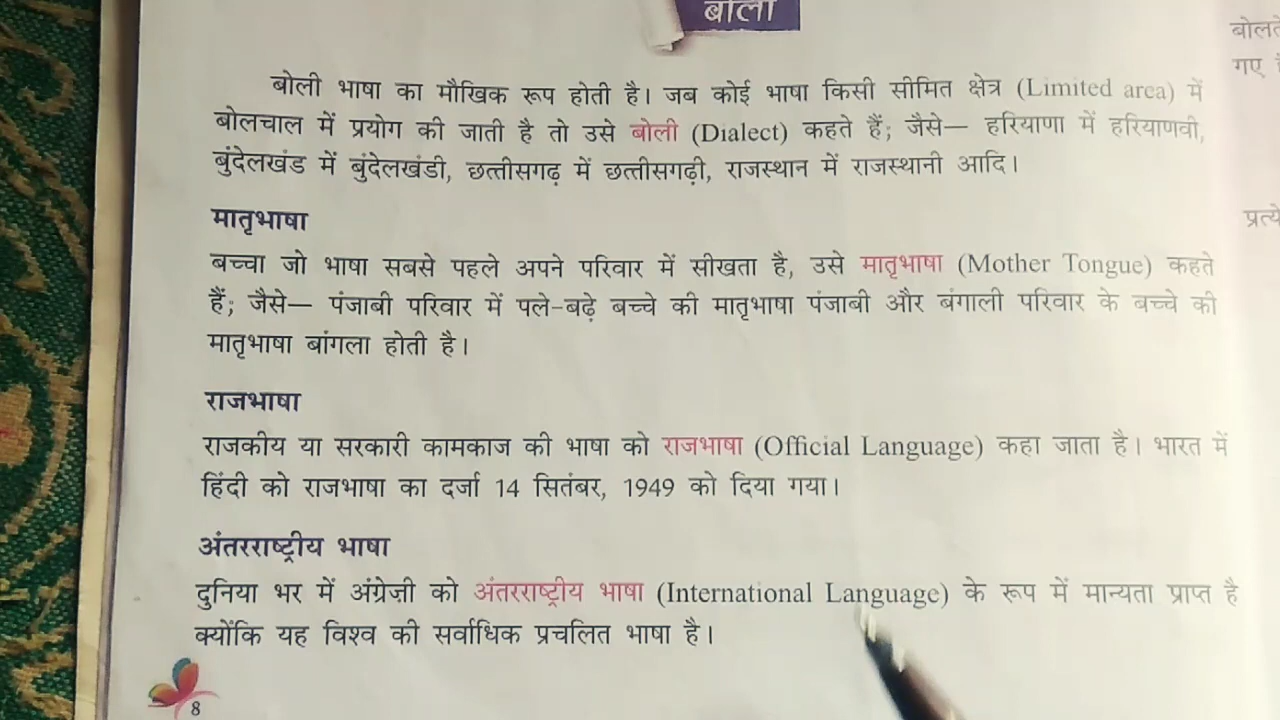 बोली
बोली भाषा का मौखिक रूप होती है। जब कोई भाषा किसी सीमित क्षेत्र (Limited area) में
बोलचाल में प्रयोग की जाती है तो उसे बोली (Dialect) कहते हैं; जैसे— हरियाणा में हरियाणवी,
बुंदेलखंड में बुंदेलखंडी, छत्तीसगढ़ में छत्तीसगढ़ी, राजस्थान में राजस्थानी आदि।
मातृभाषा
बच्चा जो भाषा सबसे पहले अपने परिवार में सीखता है, उसे मातृभाषा (Mother Tongue) कहते
हैं; जैसे— पंजाबी परिवार में पले-बढ़े बच्चे की मातृभाषा पंजाबी और बंगाली परिवार के बच्चे की
मातृभाषा बांगला होती है।
राजभाषा
राजकीय या सरकारी कामकाज की भाषा को राजभाषा (Official Language) कहा जाता है। भारत में
हिंदी को राजभाषा का दर्जा 14 सितंबर, 1949 को दिया गया।
अंतरराष्ट्रीय भाषा
दुनिया भर में अंग्रेज़ी को अंतरराष्ट्रीय भाषा (International Language) के रूप में मान्यता प्राप्त है
क्योंकि यह विश्व की सर्वाधिक प्रचलित भाषा है।
8
गए